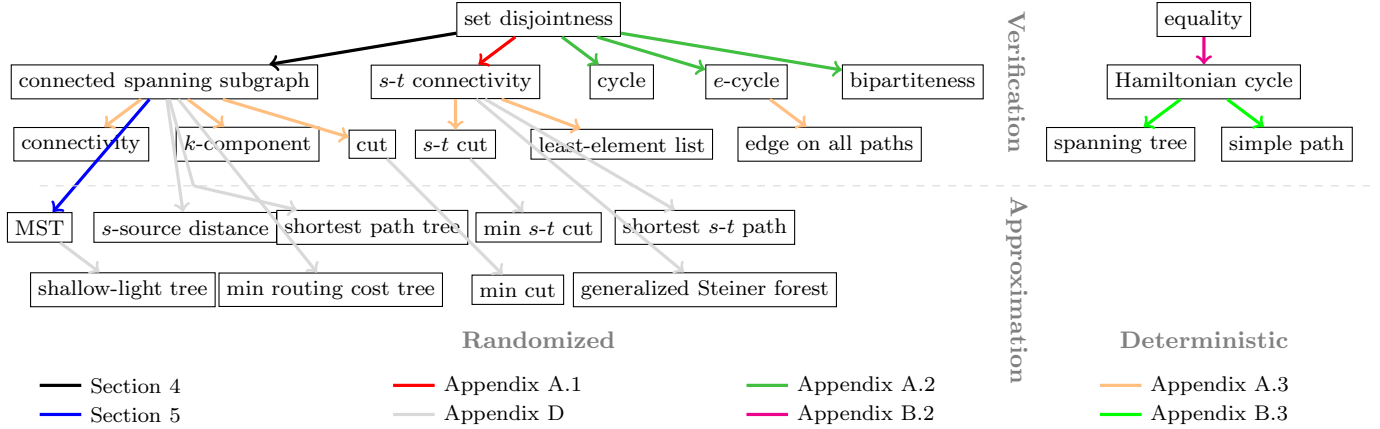 set disjointness
equality
connected spanning subgraph
s-t connectivity
cycle
e-cycle
bipartiteness
Hamiltonian cycle
Verification
connectivity
k-component
cut
s-t cut
least-element list
edge on all paths
spanning tree
simple path
MST
s-source distance
shortest path tree
min s-t cut
shortest s-t path
Approximation
shallow-light tree
min routing cost tree
min cut
generalized Steiner forest
Randomized
Deterministic
Section 4
Appendix A.1
Appendix A.2
Appendix A.3
Section 5
Appendix D
Appendix B.2
Appendix B.3